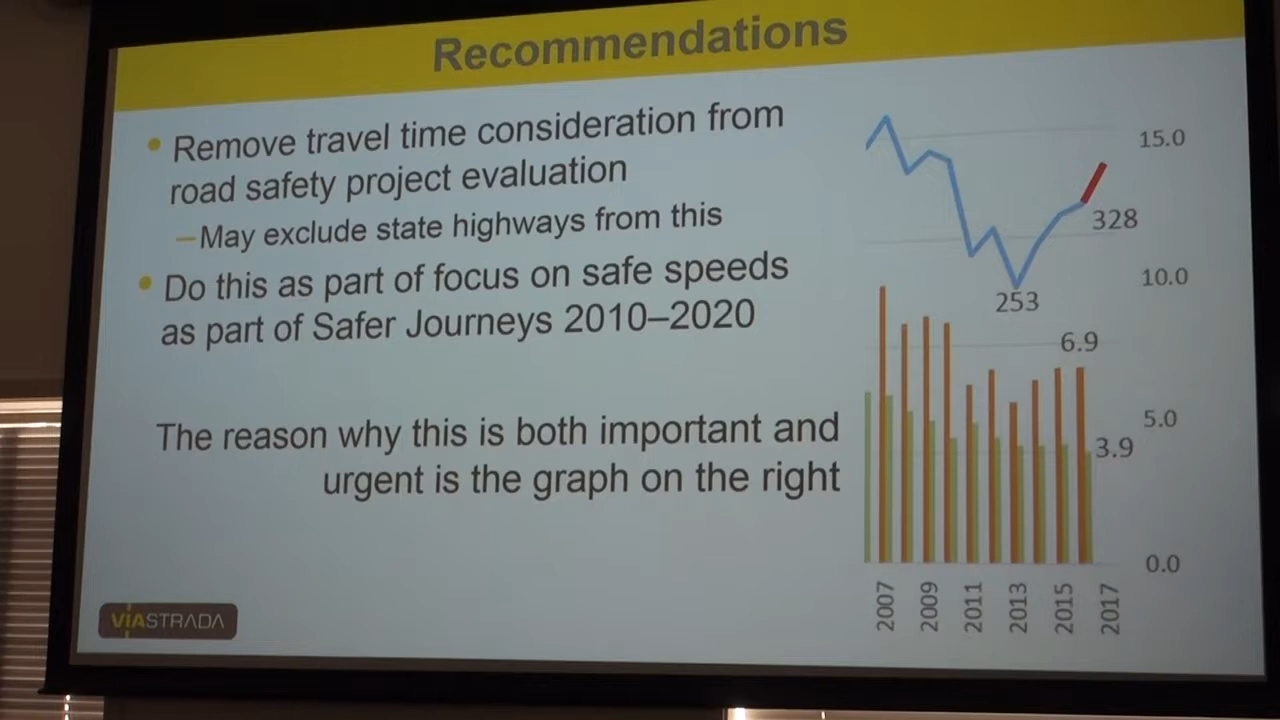 Recommendations
• Remove travel time consideration from
road safety project evaluation
–May exclude state highways from this
• Do this as part of focus on safe speeds
as part of Safer Journeys 2010–2020
The reason why this is both important and
urgent is the graph on the right
15.0
328
10.0
253
6.9
5.0
3.9
0.0
2007
2009
2011
2013
2015
2017
VIASTRADA